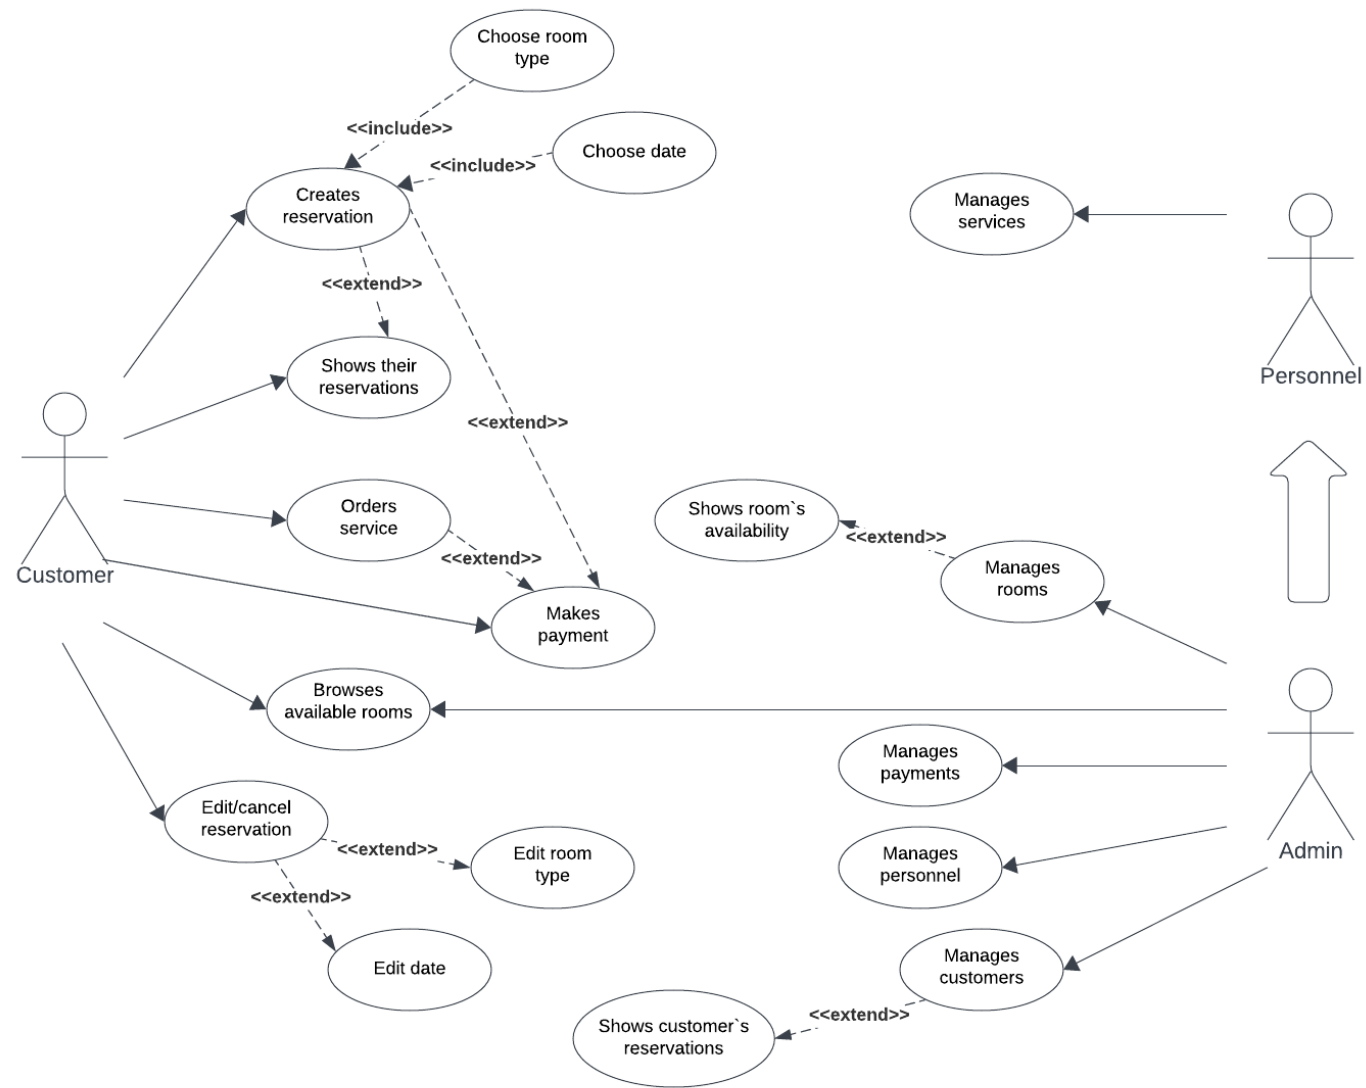 Choose room
type
<<include>>
Choose date
<<include>>
Creates
reservation
Manages
services
<<extend>>
Shows their
reservations
Personnel
<<extend>>
Orders
service
Shows room`s
availability
<<extend>>
<<extend>>
Customer
Manages
rooms
Makes
payment
Browses
available rooms
Manages
payments
Edit/cancel
reservation
<<extend>>
Edit room
type
Manages
personnel
Admin
<<extend>>
Edit date
Manages
customers
<<extend>>
Shows customer`s
reservations